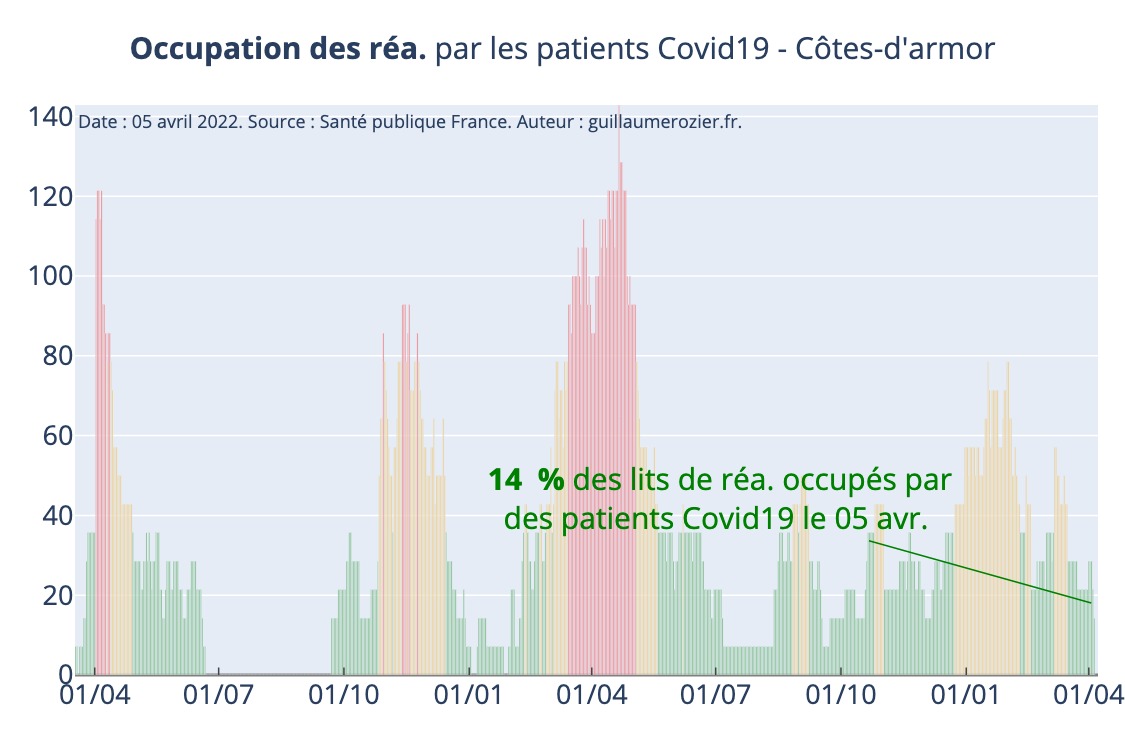 Occupation des réa. par les patients Covid19 - Côtes-d'armor
140
Date : 05 avril 2022. Source : Santé publique France. Auteur : guillaumerozier.fr.
120
100
80
60
14 % des lits de réa. occupés par
des patients Covid19 le 05 avr.
40
20
0
01/04 01/07 01/10 01/01 01/04 01/07 01/10 01/01 01/04